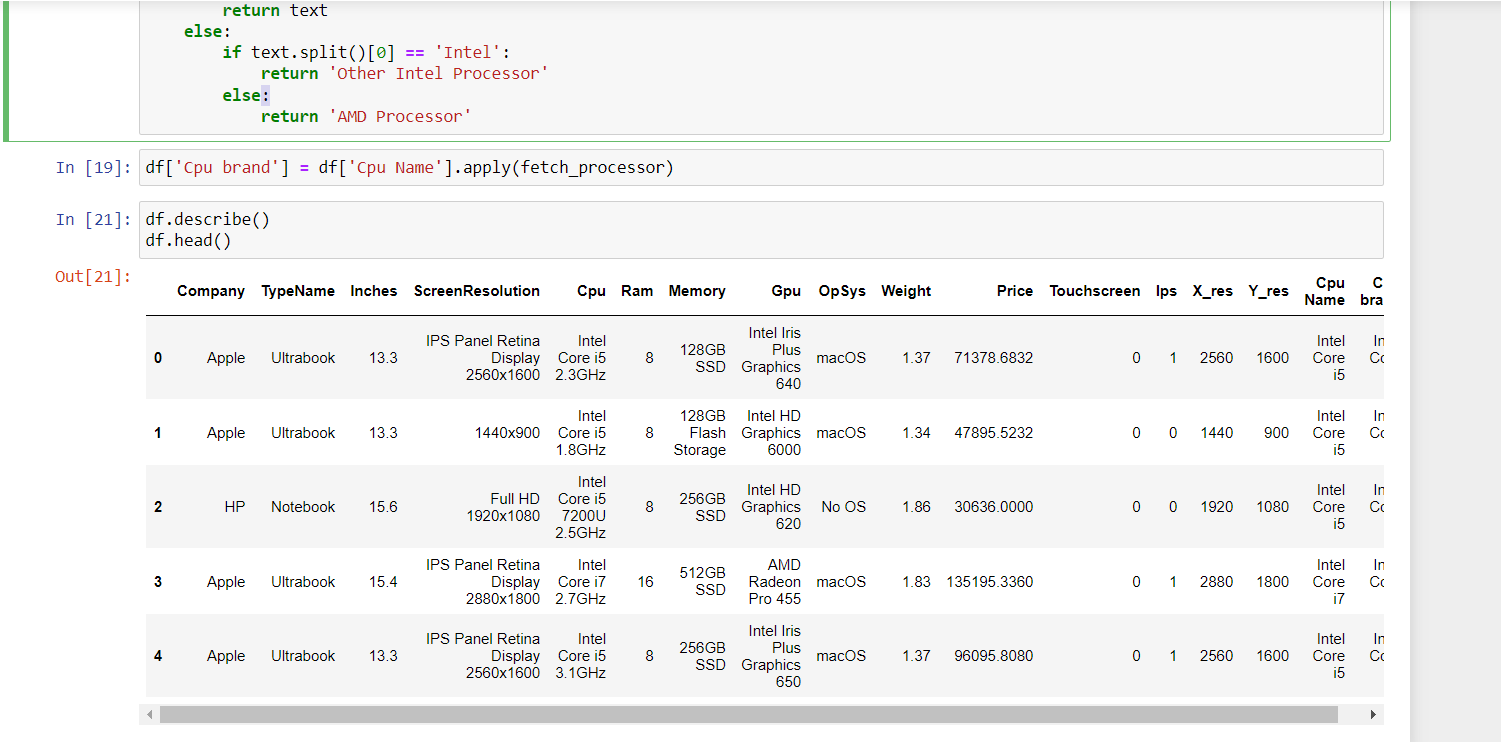 return text
else:
if text.split()[0] == 'Intel':
return 'Other Intel Processor'
else:
return 'AMD Processor'
In [19]: df['Cpu brand'] = df['Cpu Name'].apply(fetch_processor)
In [21]: df.describe()
df.head()
Out[21]:
Company TypeName Inches ScreenResolution Cpu Ram Memory Gpu OpSys Weight Price Touchscreen Ips X_res Y_res Cpu Name
0 Apple Ultrabook 13.3 IPS Panel Retina Display 2560x1600 Intel Core i5 2.3GHz 8 128GB SSD Intel Iris Plus Graphics 640 macOS 1.37 71378.6832 0 1 2560 1600 Intel Core i5
1 Apple Ultrabook 13.3 1440x900 Intel Core i5 1.8GHz 8 128GB Flash Storage Intel HD Graphics 6000 macOS 1.34 47895.5232 0 0 1440 900 Intel Core i5
2 HP Notebook 15.6 Full HD 1920x1080 Intel Core i5 7200U 2.5GHz 8 256GB SSD Intel HD Graphics 620 No OS 1.86 30636.0000 0 0 1920 1080 Intel Core i5
3 Apple Ultrabook 15.4 IPS Panel Retina Display 2880x1800 Intel Core i7 2.7GHz 16 512GB SSD AMD Radeon Pro 455 macOS 1.83 135195.3360 0 1 2880 1800 Intel Core i7
4 Apple Ultrabook 13.3 IPS Panel Retina Display 2560x1600 Intel Core i5 3.1GHz 8 256GB SSD Intel Iris Plus Graphics 650 macOS 1.37 96095.8080 0 1 2560 1600 Intel Core i5